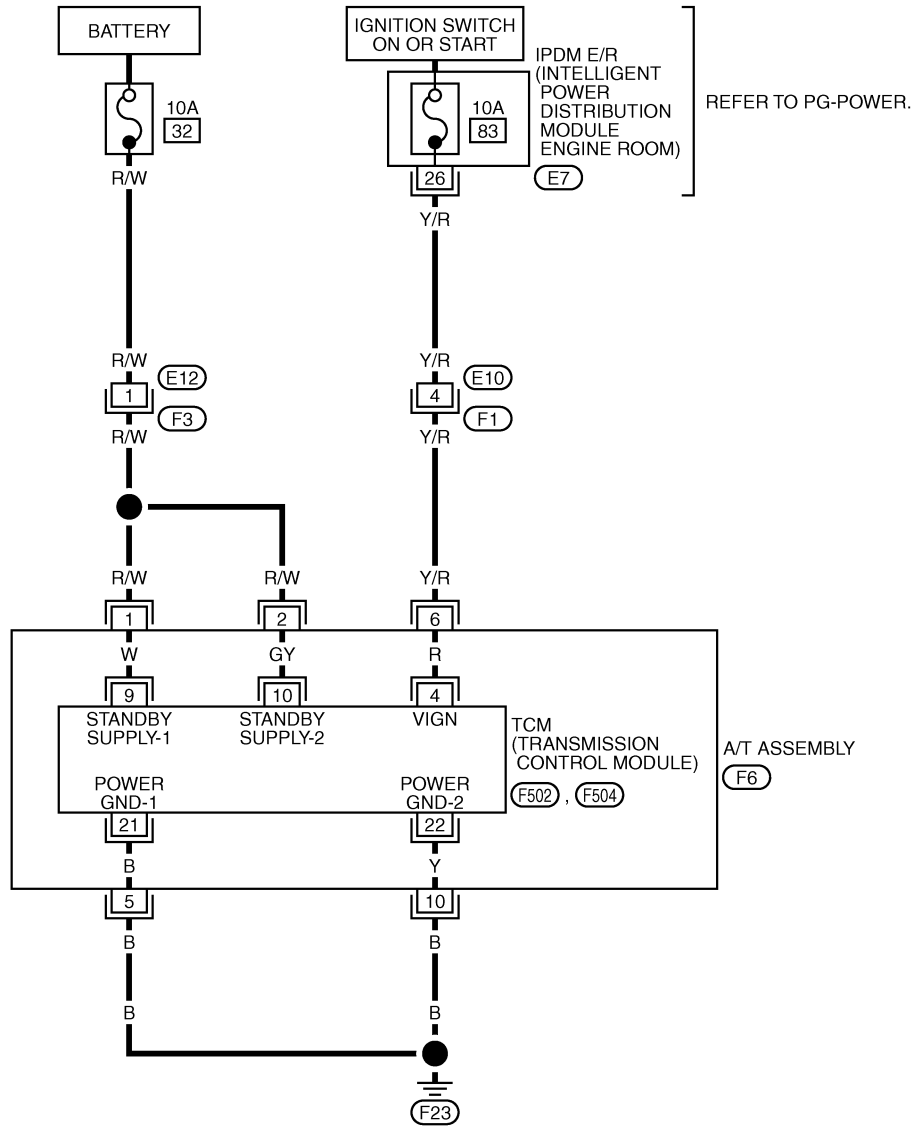 BATTERY
IGNITION SWITCH
ON OR START
10A
32
10A
83
IPDM E/R
(INTELLIGENT
POWER
DISTRIBUTION
MODULE
ENGINE ROOM)
REFER TO PG-POWER.
R/W
26
E7
Y/R
R/W
Y/R
1
E12
4
E10
F3
F1
R/W
Y/R
R/W
R/W
Y/R
1
2
6
W
GY
R
9
10
4
STANDBY
SUPPLY-1
STANDBY
SUPPLY-2
VIGN
TCM
(TRANSMISSION
CONTROL MODULE)
F502 , F504
A/T ASSEMBLY
F6
POWER
GND-1
POWER
GND-2
21
22
B
Y
5
10
B
B
B
B
F23